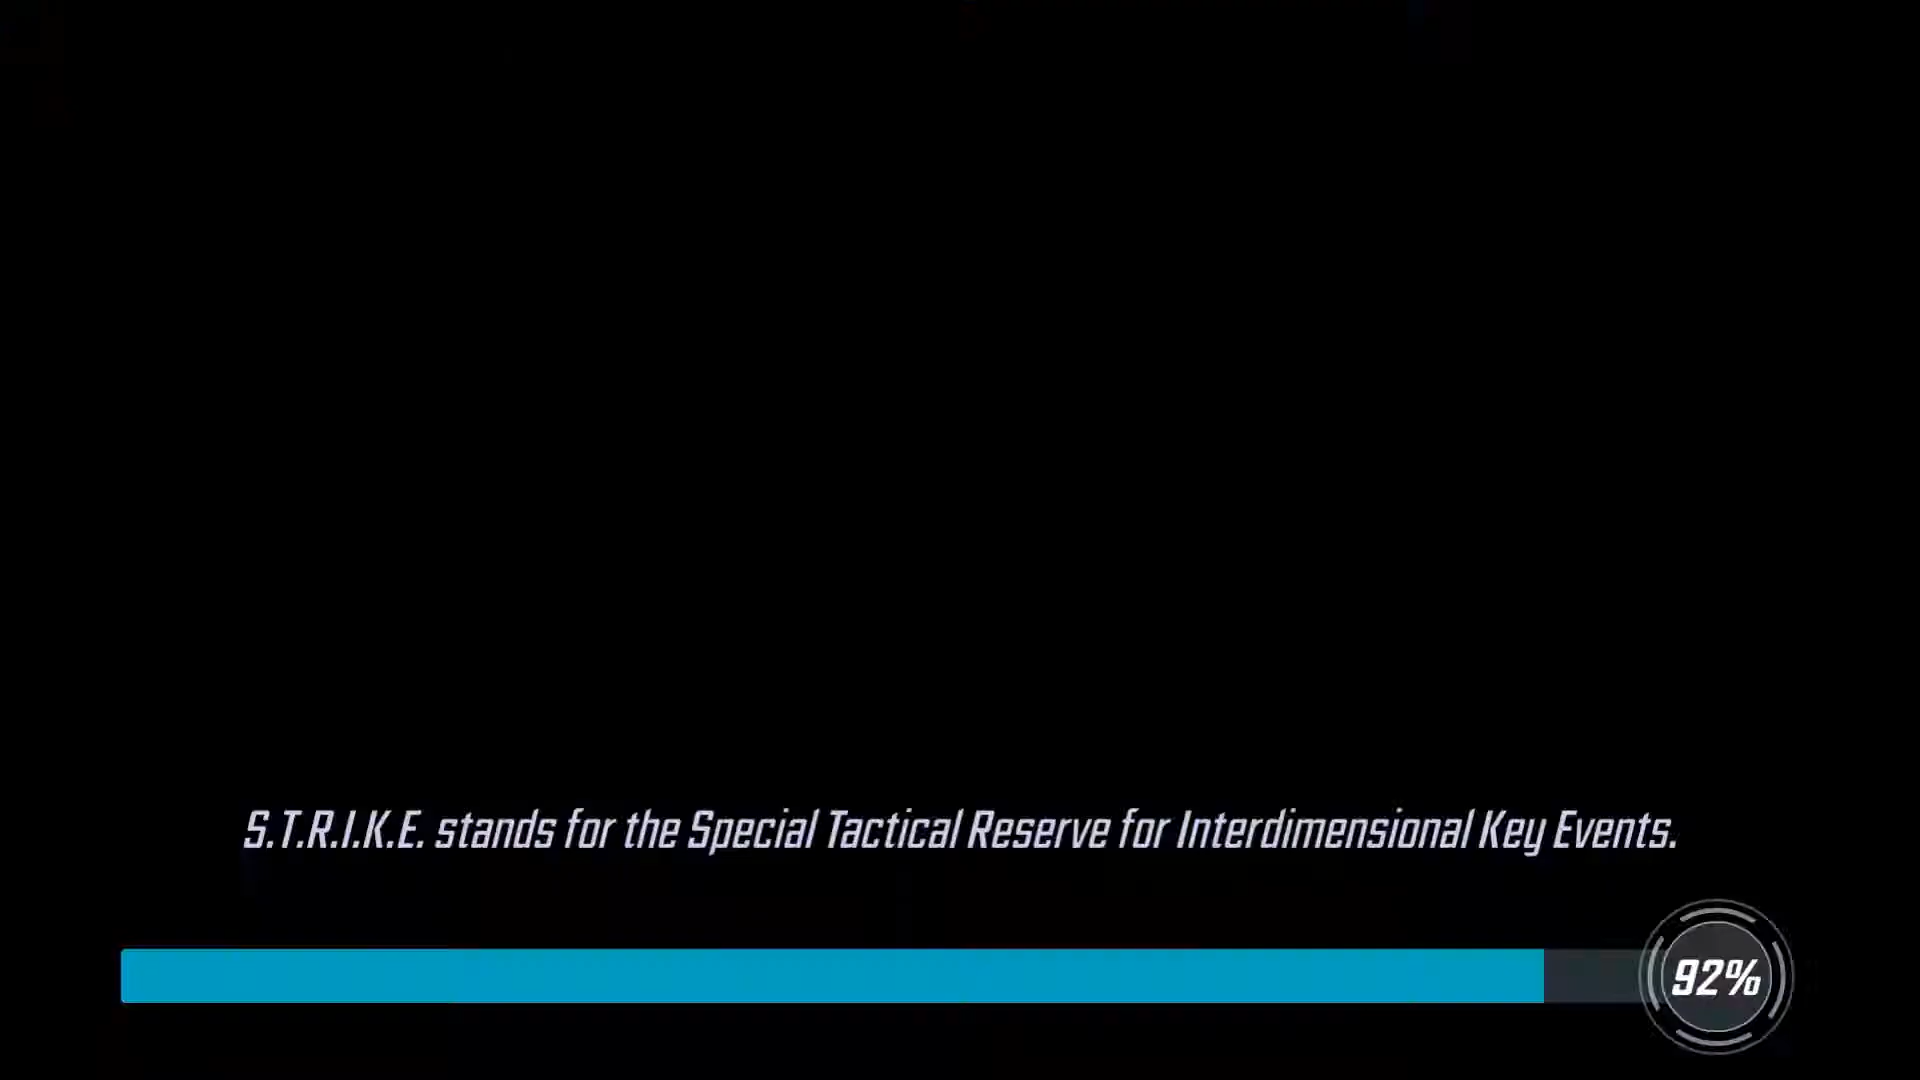 S.T.R.I.K.E. stands for the Special Tactical Reserve for Interdimensional Key Events.
92%